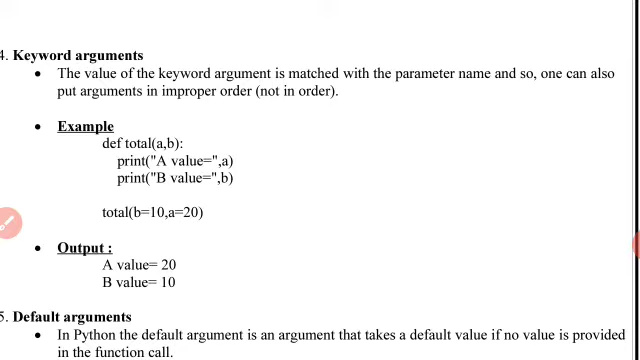 4. Keyword arguments
• The value of the keyword argument is matched with the parameter name and so, one can also
put arguments in improper order (not in order).
• Example
def total(a,b):
print("A value=",a)
print("B value=",b)
total(b=10,a=20)
• Output :
A value= 20
B value= 10
5. Default arguments
• In Python the default argument is an argument that takes a default value if no value is provided
in the function call.